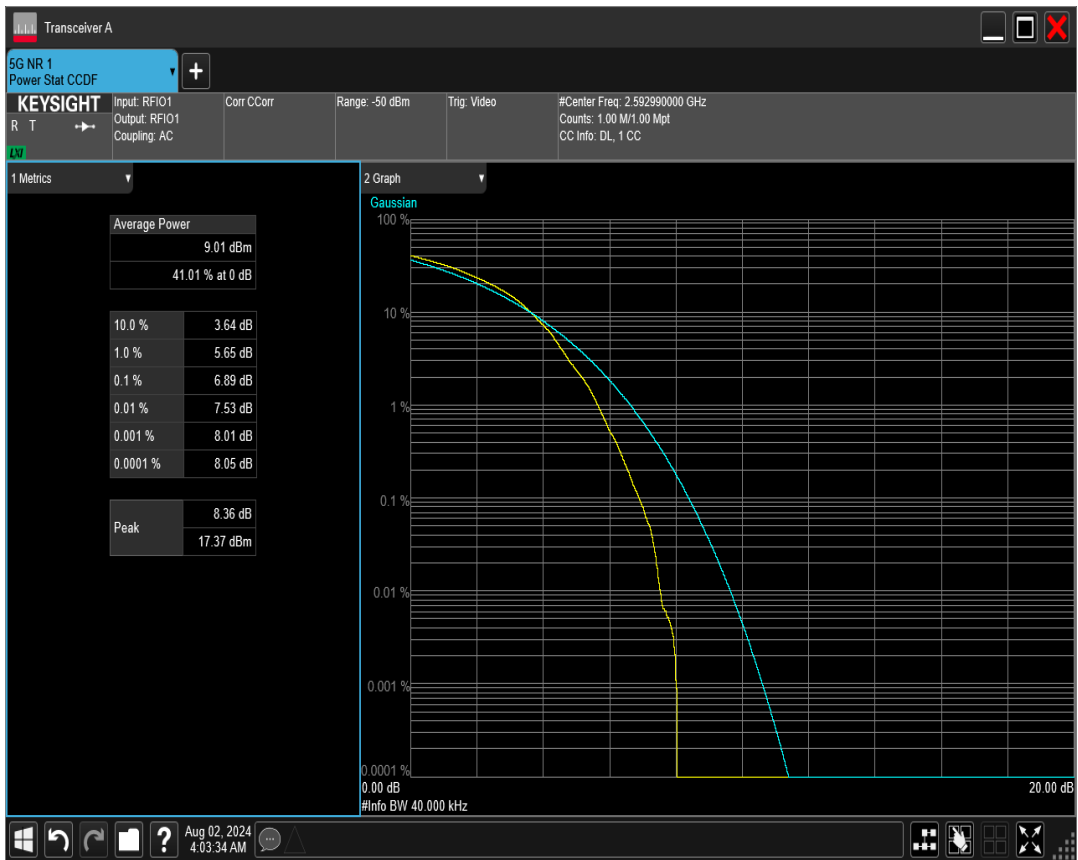 Transceiver A
5G NR 1
Power Stat CCDF
KEYSIGHT
R T
LXI
Input: RFIO1
Output: RFIO1
Coupling: AC
Corr CCorr
Range: -50 dBm
Trig: Video
#Center Freq: 2.592990000 GHz
Counts: 1.00 M/1.00 Mpt
CC Info: DL, 1 CC
1 Metrics
Average Power
9.01 dBm
41.01 % at 0 dB
10.0 % 3.64 dB
1.0 % 5.65 dB
0.1 % 6.89 dB
0.01 % 7.53 dB
0.001 % 8.01 dB
0.0001 % 8.05 dB
Peak
8.36 dB
17.37 dBm
2 Graph
Gaussian
100 %
10 %
1 %
0.1 %
0.01 %
0.001 %
0.0001 %
0.00 dB 20.00 dB
#Info BW 40.000 kHz
Aug 02, 2024
4:03:34 AM